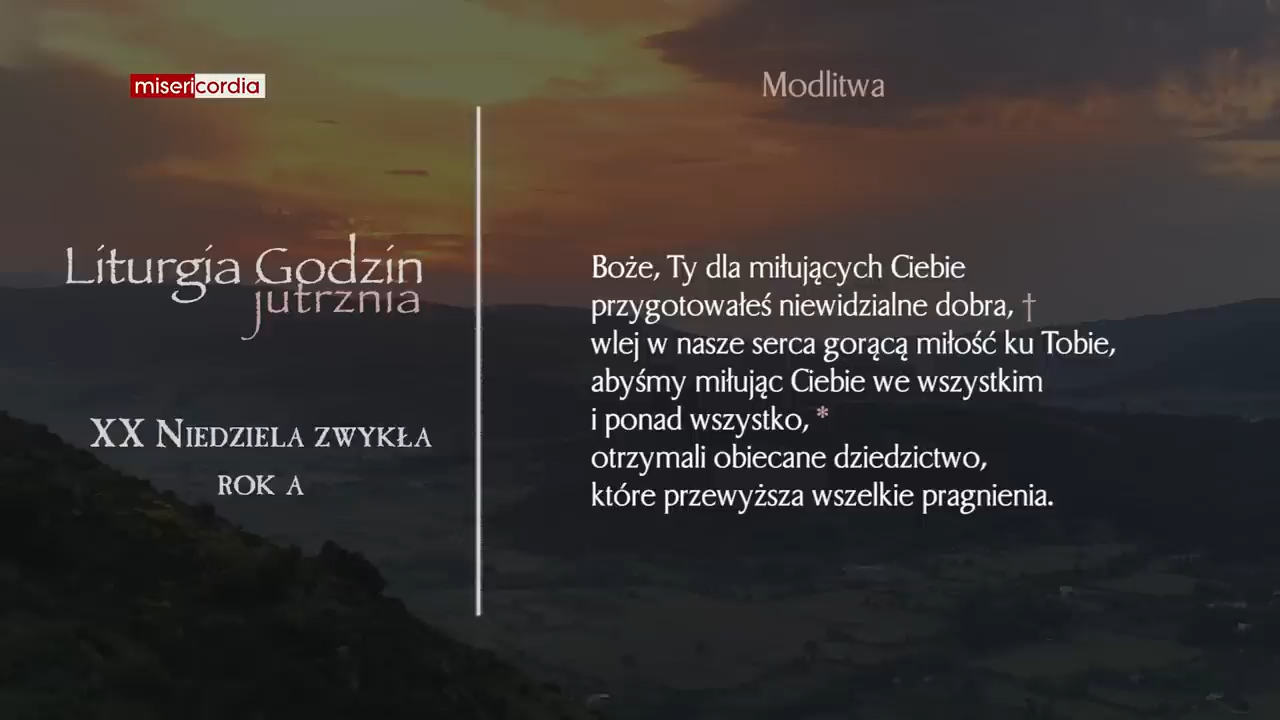 misericordia
Liturgia Godzin
jutrznia
XX Niedziela zwykła
rok A
Modlitwa
Boże, Ty dla miłujących Ciebie
przygotowałeś niewidzialne dobra, †
wlej w nasze serca gorącą miłość ku Tobie,
abyśmy miłując Ciebie we wszystkim
i ponad wszystko, *
otrzymali obiecane dziedzictwo,
które przewyższa wszelkie pragnienia.